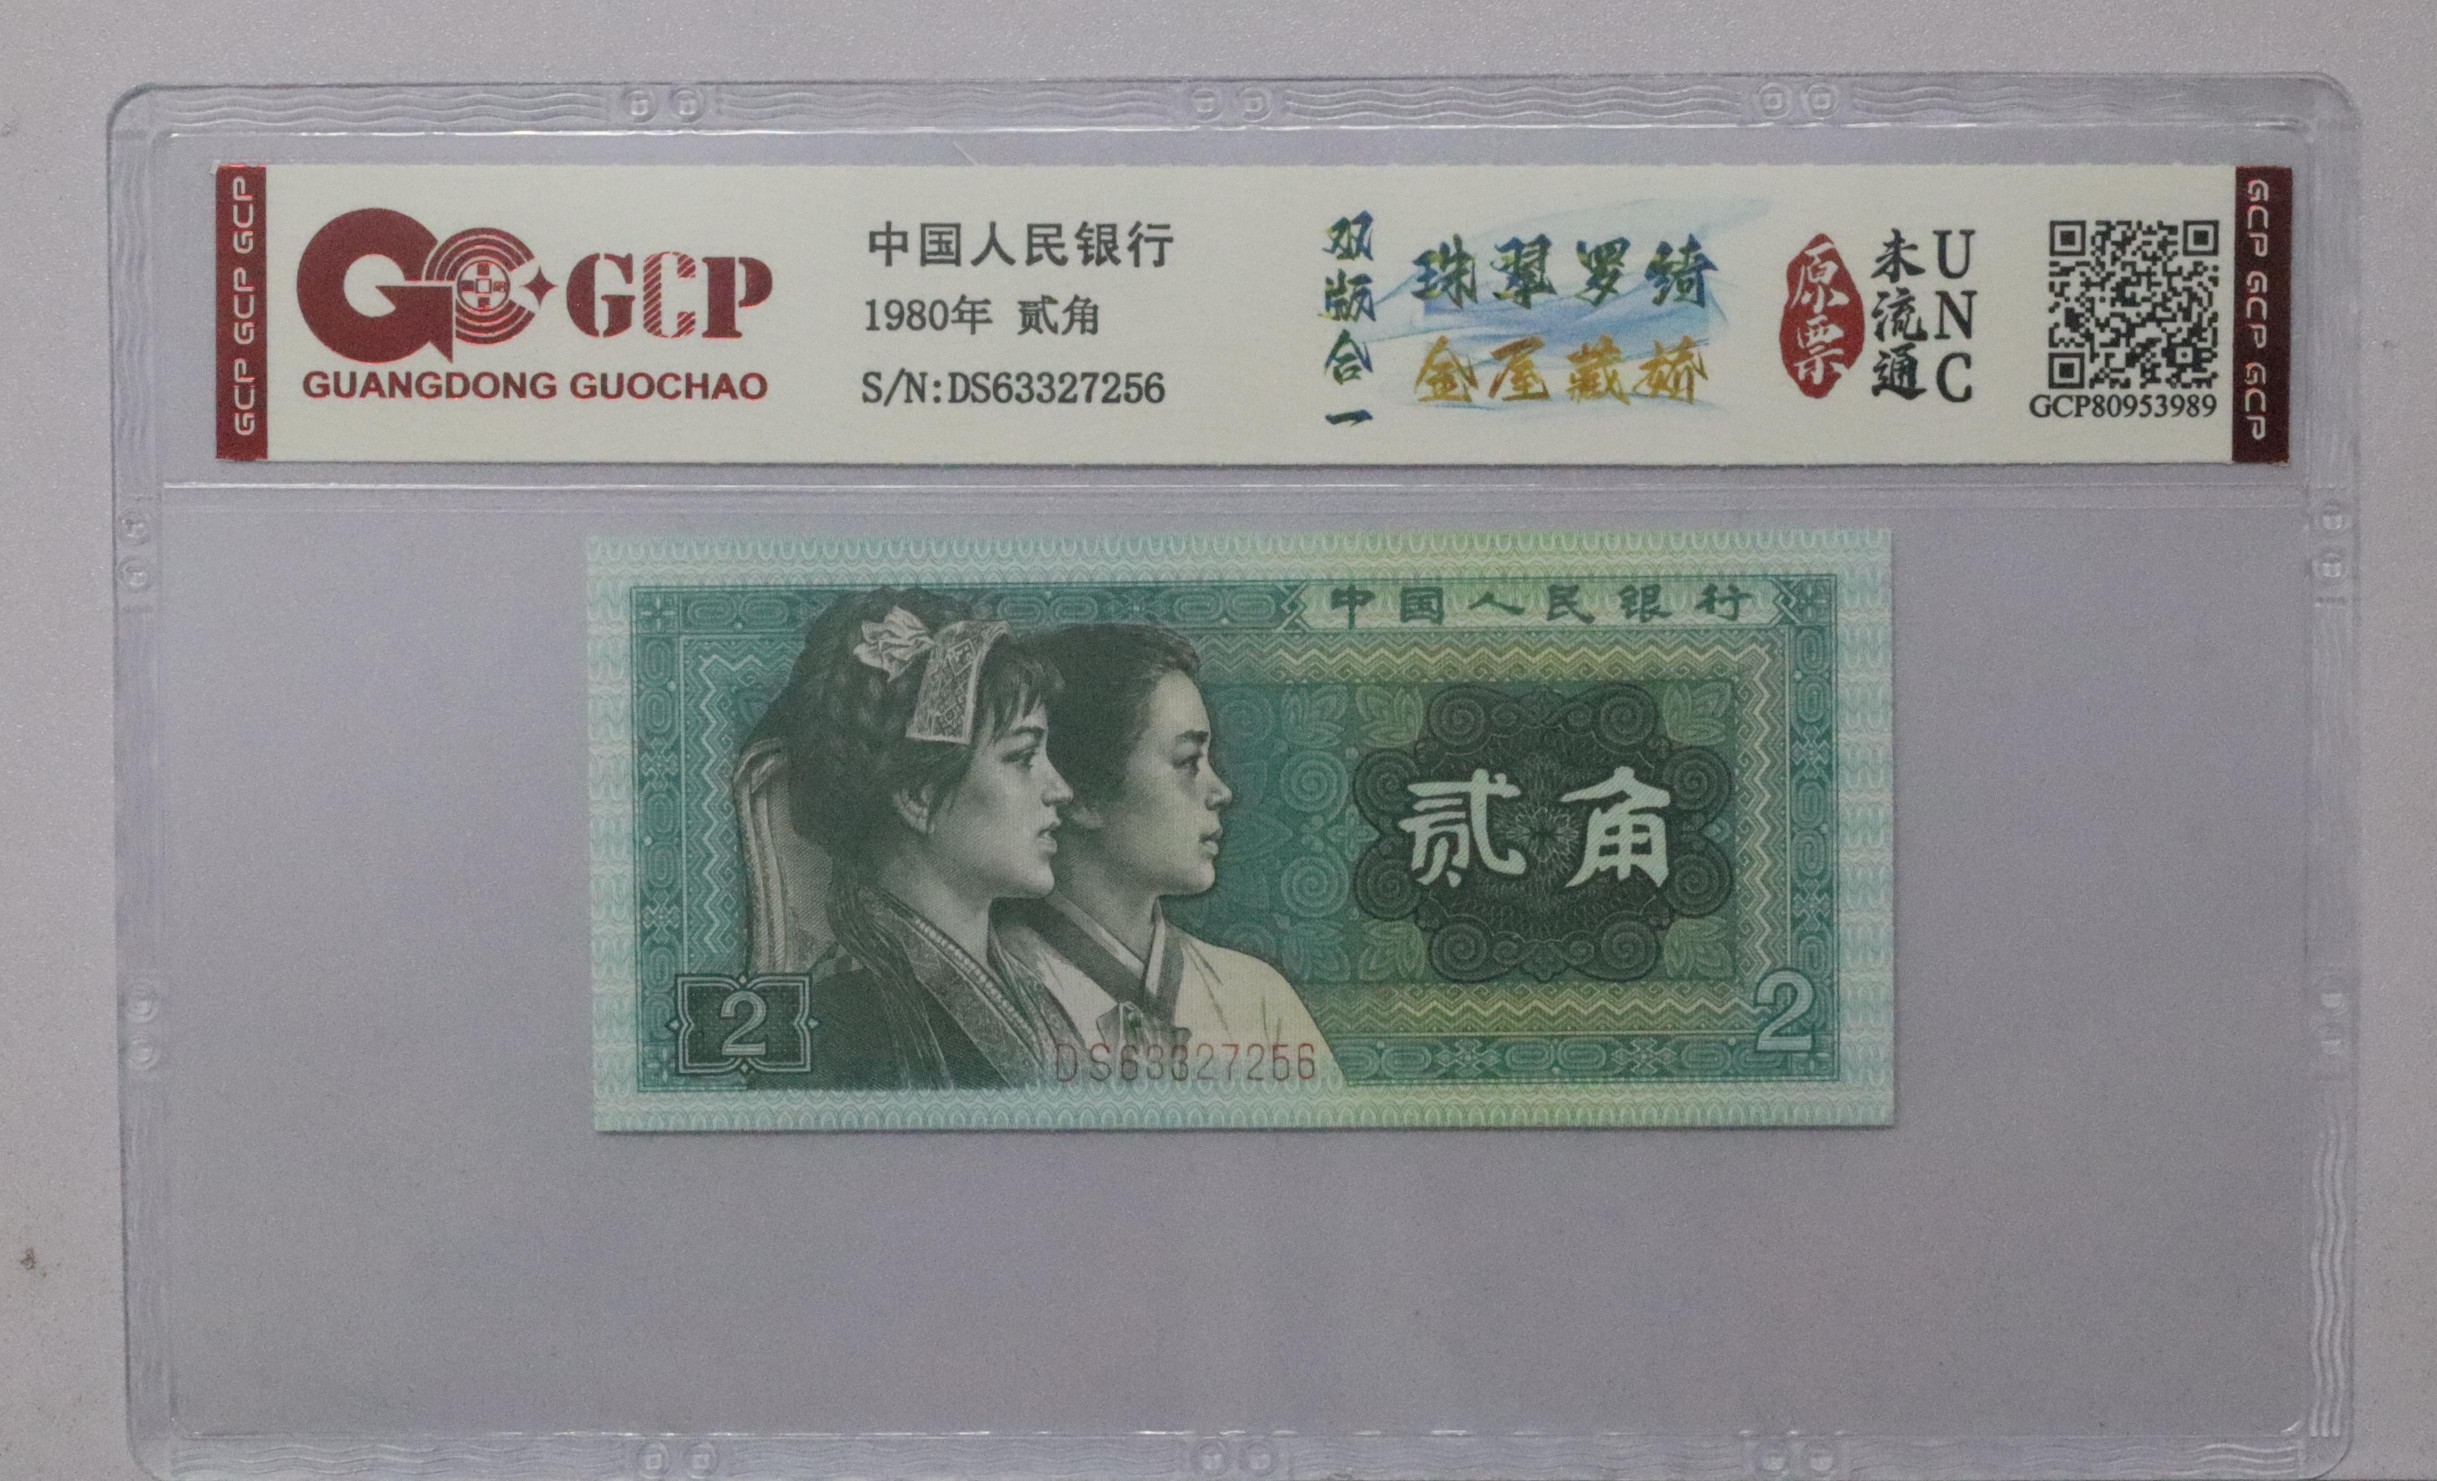 GCP GCP GCP
GCP
GUANGDONG GUOCHAO
中国人民银行
1980年 贰角
S/N:DS63327256
双版合一
珠翠罗绮
金屋藏娇
原票
未流通
UNC
GCP80953989
GCP GCP GCP
中国人民银行
贰角
2
2
DS63327256